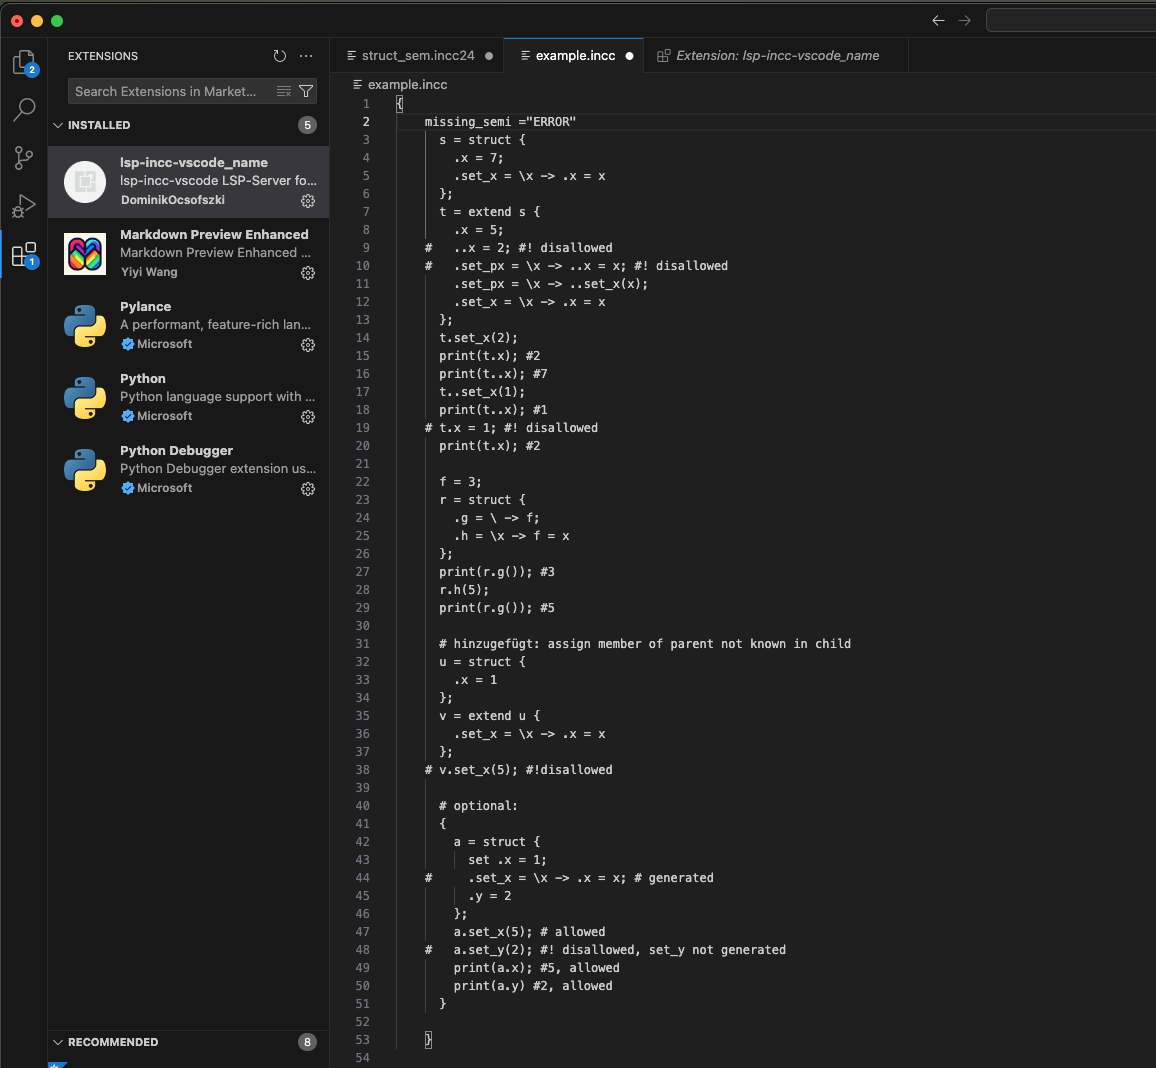 EXTENSIONS
Search Extensions in Market...
INSTALLED
5
lsp-incc-vscode_name
lsp-incc-vscode LSP-Server fo...
DominikOcsofszki
Markdown Preview Enhanced
Markdown Preview Enhanced ...
Yiyi Wang
Pylance
A performant, feature-rich lan...
Microsoft
Python
Python language support with ...
Microsoft
Python Debugger
Python Debugger extension us...
Microsoft
RECOMMENDED
8
2
1
struct_sem.incc24
example.incc
Extension: lsp-incc-vscode_name
example.incc
1 {
2 missing_semi ="ERROR"
3 s = struct {
4 .x = 7;
5 .set_x = \x -> .x = x
6 };
7 t = extend s {
8 .x = 5;
9 # ..x = 2; #! disallowed
10 # .set_px = \x -> ..x = x; #! disallowed
11 .set_px = \x -> ..set_x(x);
12 .set_x = \x -> .x = x
13 };
14 t.set_x(2);
15 print(t.x); #2
16 print(t..x); #7
17 t..set_x(1);
18 print(t..x); #1
19 # t.x = 1; #! disallowed
20 print(t.x); #2
21
22 f = 3;
23 r = struct {
24 .g = \ -> f;
25 .h = \x -> f = x
26 };
27 print(r.g()); #3
28 r.h(5);
29 print(r.g()); #5
30
31 # hinzugefügt: assign member of parent not known in child
32 u = struct {
33 .x = 1
34 };
35 v = extend u {
36 .set_x = \x -> .x = x
37 };
38 # v.set_x(5); #!disallowed
39
40 # optional:
41 {
42 a = struct {
43 set .x = 1;
44 # .set_x = \x -> .x = x; # generated
45 .y = 2
46 };
47 a.set_x(5); # allowed
48 # a.set_y(2); #! disallowed, set_y not generated
49 print(a.x); #5, allowed
50 print(a.y) #2, allowed
51 }
52
53 }
54